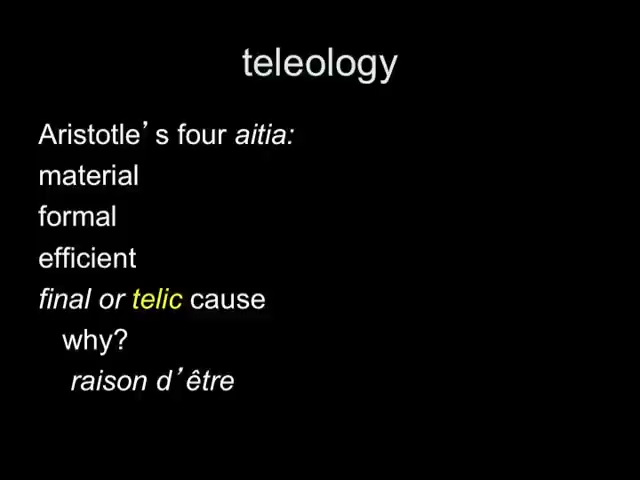 teleology
Aristotle’s four aitia:
material
formal
efficient
final or telic cause
why?
raison d’être